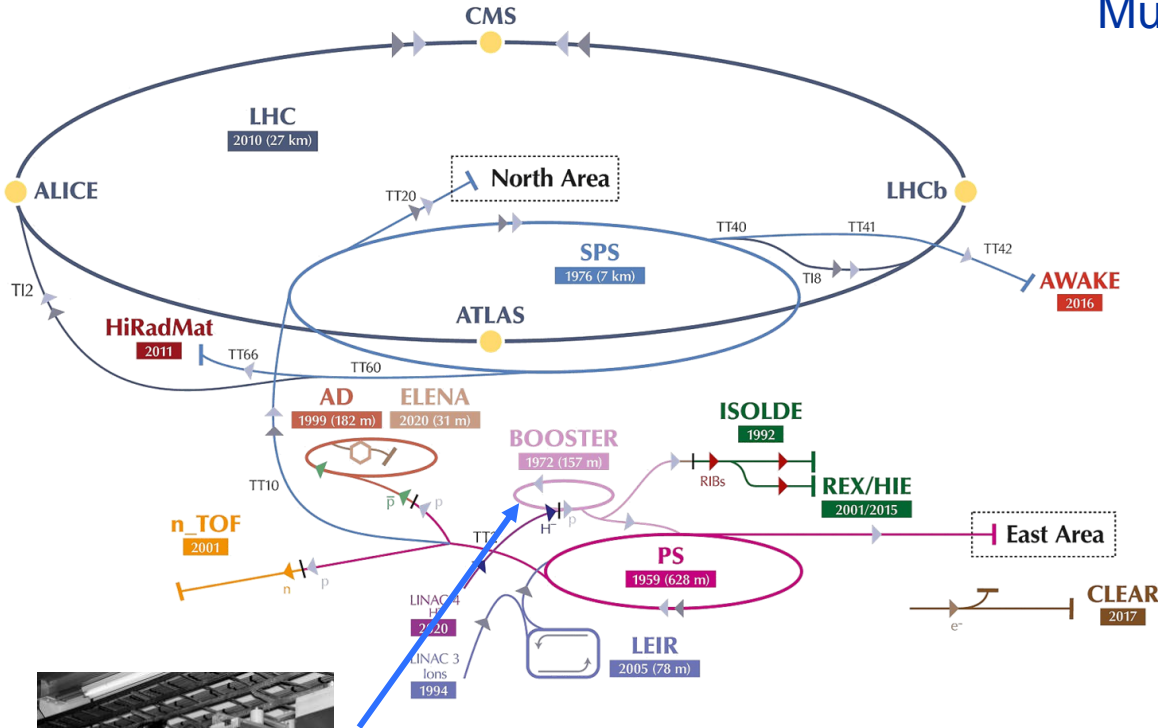 Mu
CMS
LHC
2010 (27 km)
ALICE
LHCb
North Area
TT20
TT40
TT41
TT42
SPS
1976 (7 km)
TI8
AWAKE
2016
TI2
ATLAS
HiRadMat
2011
TT66
TT60
AD
1999 (182 m)
ELENA
2020 (31 m)
ISOLDE
1992
BOOSTER
1972 (157 m)
RIBs
REX/HIE
2001/2015
TT10
p̅
p
H⁻
p
n_TOF
2001
East Area
PS
1959 (628 m)
n
p
LINAC 4
2020
CLEAR
2017
e⁻
LEIR
2005 (78 m)
LINAC 3
Ions
1994